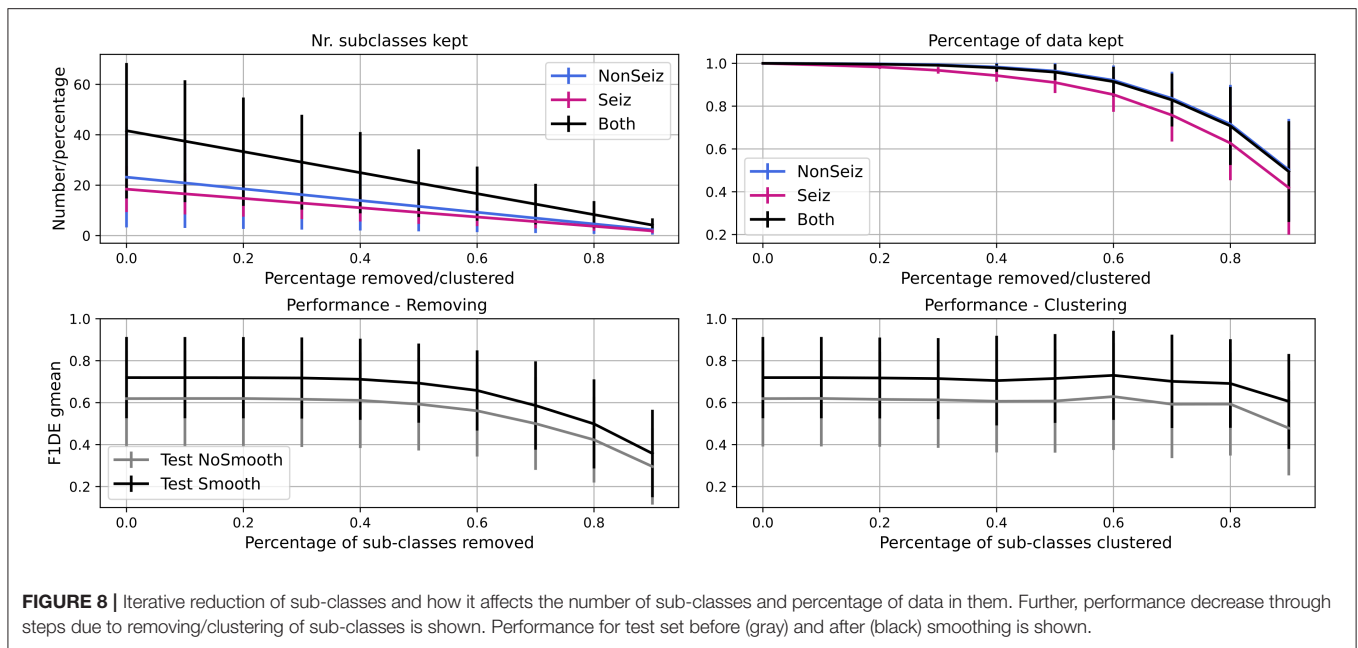 Nr. subclasses kept
60
40
20
0
Number/percentage
NonSeiz
Seiz
Both
0.0 0.2 0.4 0.6 0.8
Percentage removed/clustered
Percentage of data kept
1.0
0.8
0.6
0.4
0.2
NonSeiz
Seiz
Both
0.0 0.2 0.4 0.6 0.8
Percentage removed/clustered
Performance - Removing
1.0
0.8
0.6
0.4
0.2
F1DE gmean
Test NoSmooth
Test Smooth
0.0 0.2 0.4 0.6 0.8
Percentage of sub-classes removed
Performance - Clustering
1.0
0.8
0.6
0.4
0.2
0.0 0.2 0.4 0.6 0.8
Percentage of sub-classes clustered
FIGURE 8 | Iterative reduction of sub-classes and how it affects the number of sub-classes and percentage of data in them. Further, performance decrease through
steps due to removing/clustering of sub-classes is shown. Performance for test set before (gray) and after (black) smoothing is shown.